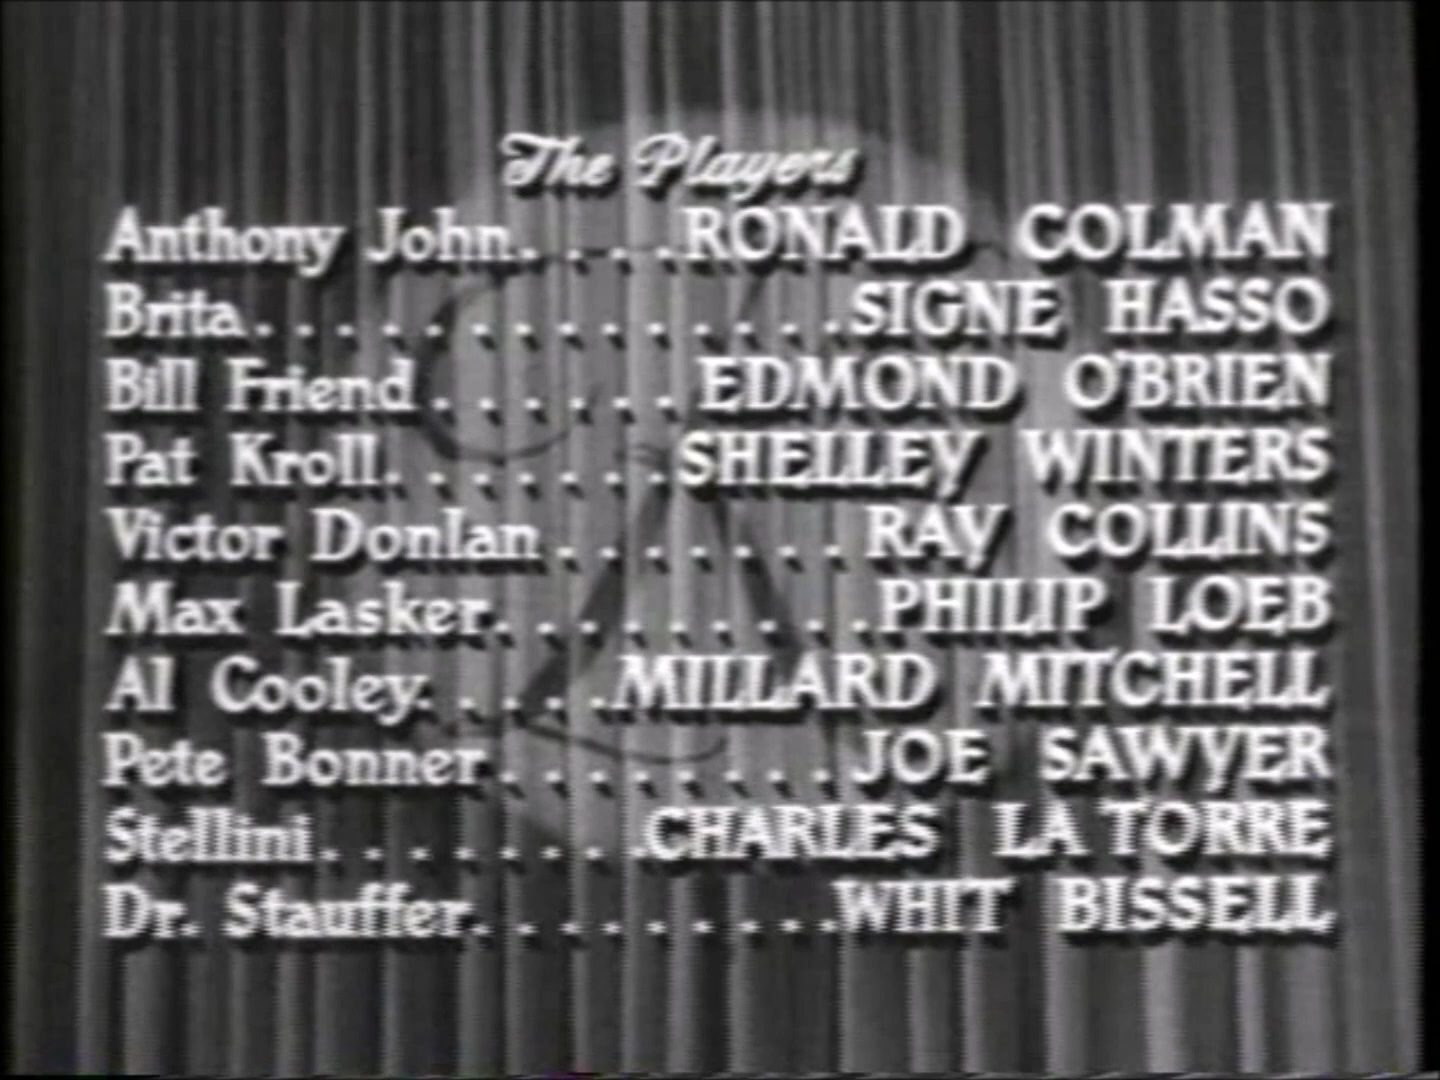 The Players
Anthony John....RONALD COLMAN
Brita...............SIGNE HASSO
Bill Friend......EDMOND O'BRIEN
Pat Kroll.......SHELLEY WINTERS
Victor Donlan.......RAY COLLINS
Max Lasker.........PHILIP LOEB
Al Cooley.....MILLARD MITCHELL
Pete Bonner........JOE SAWYER
Stellini........CHARLES LA TORRE
Dr. Stauffer.........WHIT BISSELL